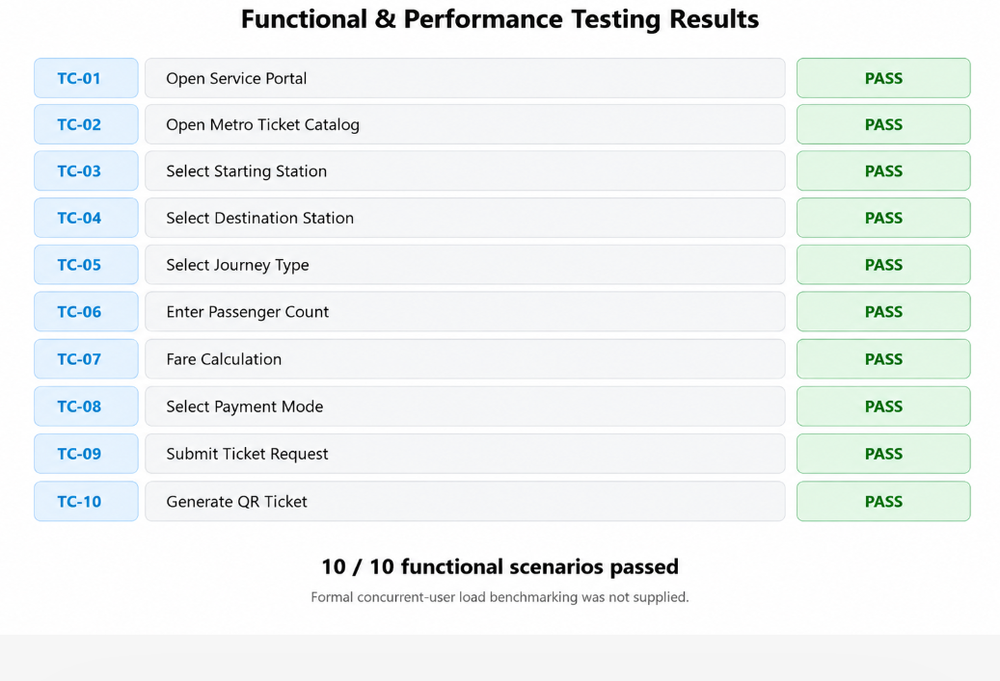 Functional & Performance Testing Results
TC-01 Open Service Portal PASS
TC-02 Open Metro Ticket Catalog PASS
TC-03 Select Starting Station PASS
TC-04 Select Destination Station PASS
TC-05 Select Journey Type PASS
TC-06 Enter Passenger Count PASS
TC-07 Fare Calculation PASS
TC-08 Select Payment Mode PASS
TC-09 Submit Ticket Request PASS
TC-10 Generate QR Ticket PASS
10 / 10 functional scenarios passed
Formal concurrent-user load benchmarking was not supplied.